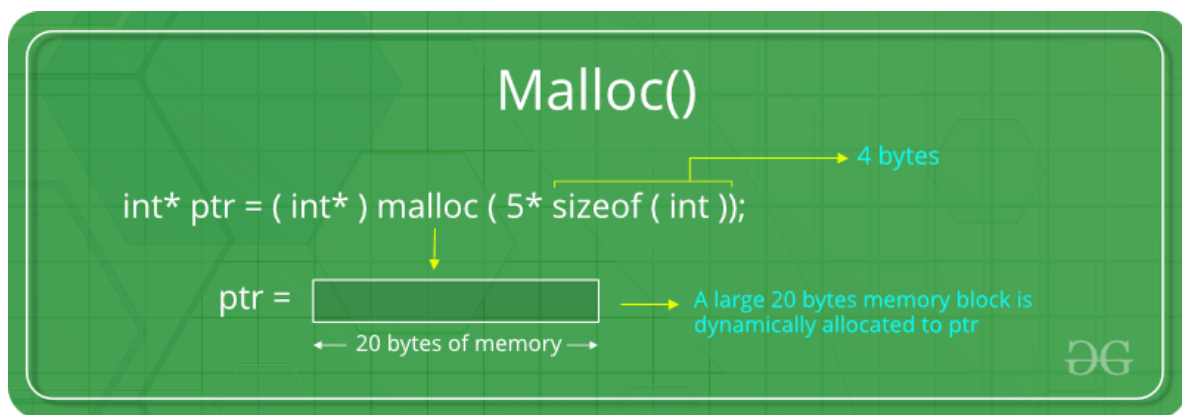 Malloc()
4 bytes
int* ptr = ( int* ) malloc ( 5* sizeof ( int ));
ptr =
A large 20 bytes memory block is
dynamically allocated to ptr
20 bytes of memory